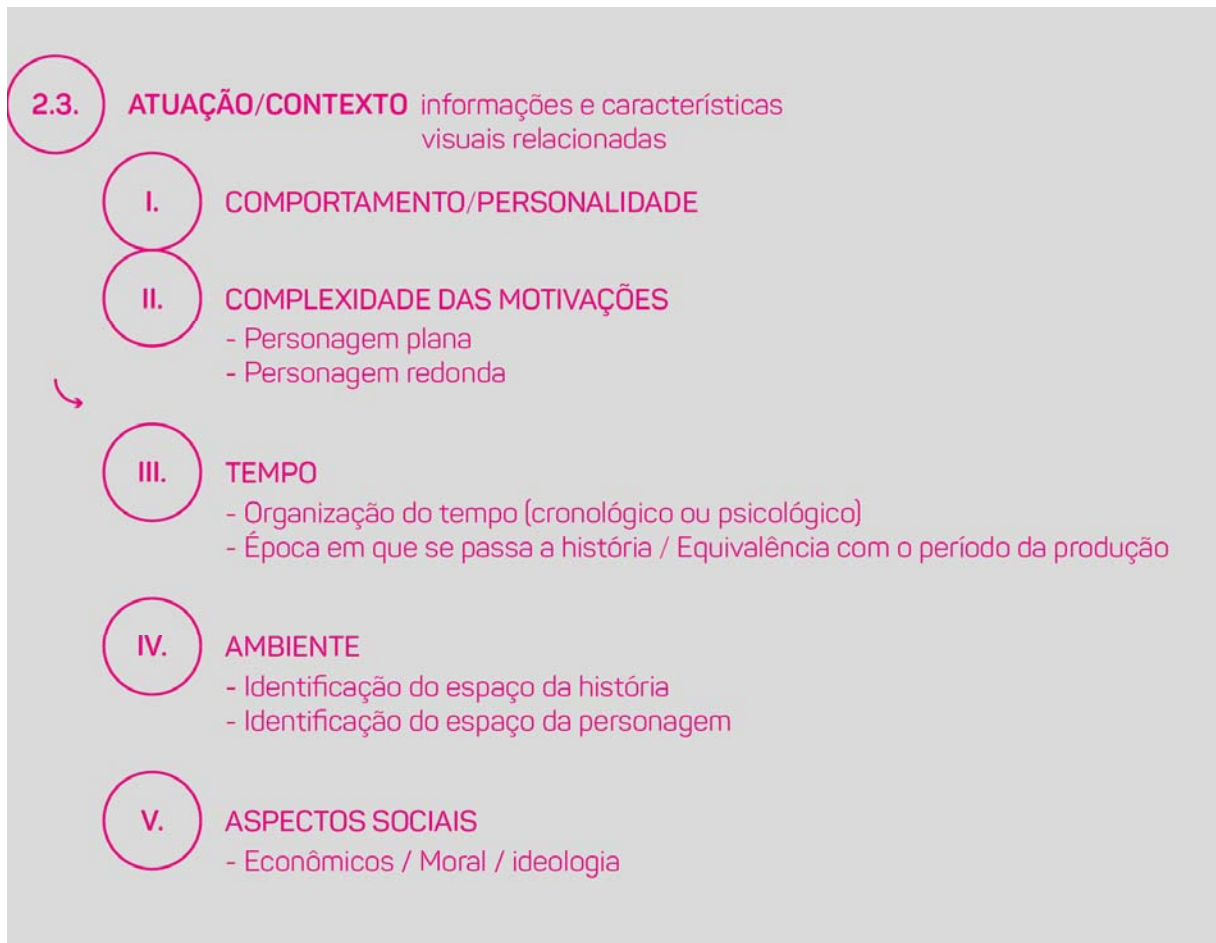 2.3. ATUAÇÃO/CONTEXTO informações e características
visuais relacionadas
I. COMPORTAMENTO/PERSONALIDADE
II. COMPLEXIDADE DAS MOTIVAÇÕES
- Personagem plana
- Personagem redonda
III. TEMPO
- Organização do tempo (cronológico ou psicológico)
- Época em que se passa a história / Equivalência com o período da produção
IV. AMBIENTE
- Identificação do espaço da história
- Identificação do espaço da personagem
V. ASPECTOS SOCIAIS
- Econômicos / Moral / ideologia